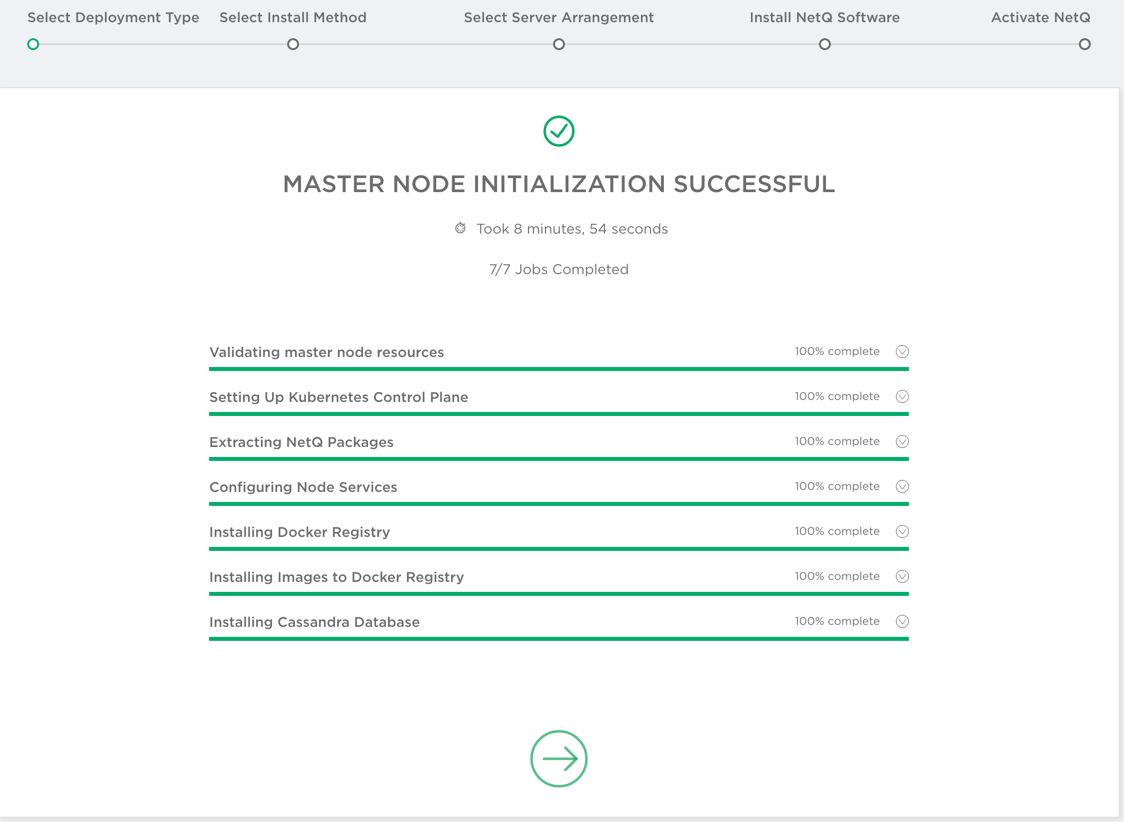 Select Deployment Type Select Install Method Select Server Arrangement Install NetQ Software Activate NetQ
MASTER NODE INITIALIZATION SUCCESSFUL
Took 8 minutes, 54 seconds
7/7 Jobs Completed
Validating master node resources 100% complete
Setting Up Kubernetes Control Plane 100% complete
Extracting NetQ Packages 100% complete
Configuring Node Services 100% complete
Installing Docker Registry 100% complete
Installing Images to Docker Registry 100% complete
Installing Cassandra Database 100% complete